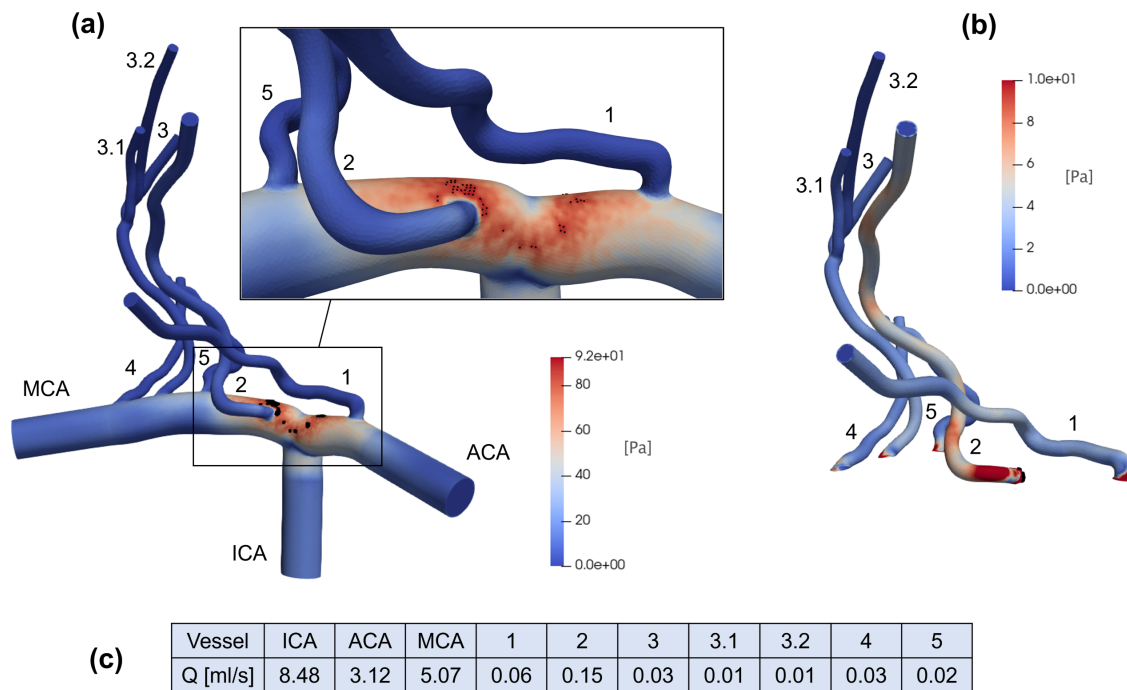 (a)
(b)
3.2
3
3.1
5
1
2
4
5
2
1
MCA
ACA
ICA
9.2e+01
80
60
[Pa]
40
20
0.0e+00
3.2
3
3.1
5
4
2
1
1.0e+01
8
6
[Pa]
4
2
0.0e+00
(c)
Vessel ICA ACA MCA 1 2 3 3.1 3.2 4 5
Q [ml/s] 8.48 3.12 5.07 0.06 0.15 0.03 0.01 0.01 0.03 0.02